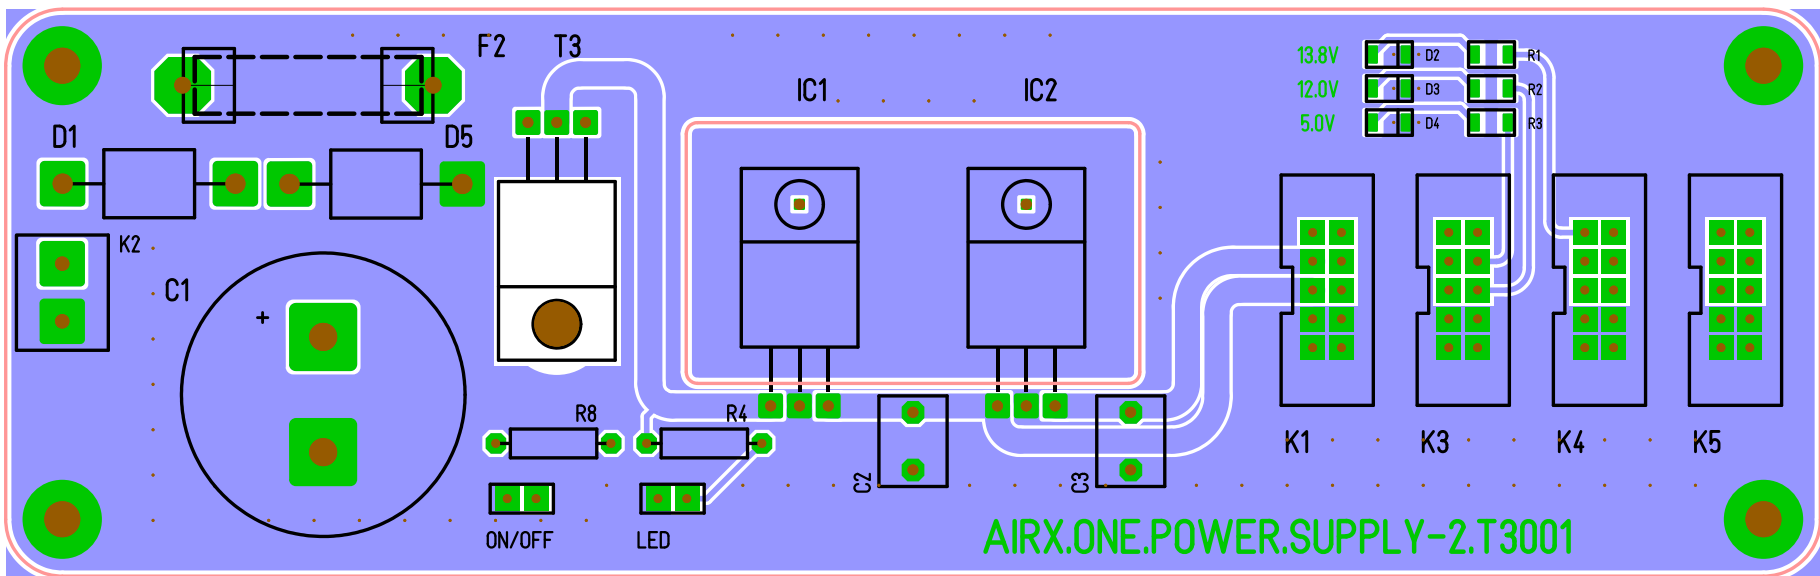 F2
T3
13.8V
D2
R1
IC1
IC2
12.0V
D3
R2
D1
D5
5.0V
D4
R3
K2
C1
+
R8
R4
K1
K3
K4
K5
C2
C3
ON/OFF
LED
AIRX.ONE.POWER.SUPPLY-2.T3001